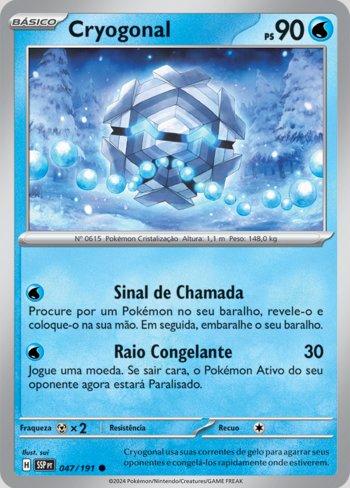 BÁSICO
Cryogonal
PS 90
Nº 0615 Pokémon Cristalização Altura: 1,1 m Peso: 148,0 kg
Sinal de Chamada
Procure por um Pokémon no seu baralho, revele-o e
coloque-o na sua mão. Em seguida, embaralhe o seu baralho.
Raio Congelante 30
Jogue uma moeda. Se sair cara, o Pokémon Ativo do seu
oponente agora estará Paralisado.
Fraqueza x2 Resistência Recuo
Ilust. sui
H SSP PT 047/191
Cryogonal usa suas correntes de gelo para agarrar seus
oponentes e congelá-los rapidamente onde estiverem.
©2024 Pokémon/Nintendo/Creatures/GAME FREAK